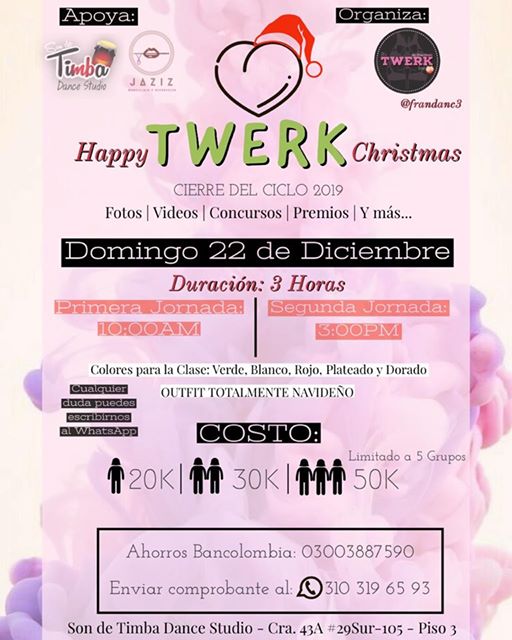 Apoya:
Organiza:
Son de
Timba
Dance Studio
JAZIZ
TWERK
@frandanc3
Happy TWERK Christmas
CIERRE DEL CICLO 2019
Fotos | Videos | Concursos | Premios | Y más...
Domingo 22 de Diciembre
Duración: 3 Horas
Primera Jornada:
10:00AM
Segunda Jornada:
3:00PM
Colores para la Clase: Verde, Blanco, Rojo, Plateado y Dorado
OUTFIT TOTALMENTE NAVIDEÑO
Cualquier
duda puedes
escribirnos
al WhatsApp
COSTO:
Limitado a 5 Grupos
20K | 30K | 50K
Ahorros Bancolombia: 03003887590
Enviar comprobante al: 310 319 65 93
Son de Timba Dance Studio - Cra. 43A #29Sur-105 - Piso 3